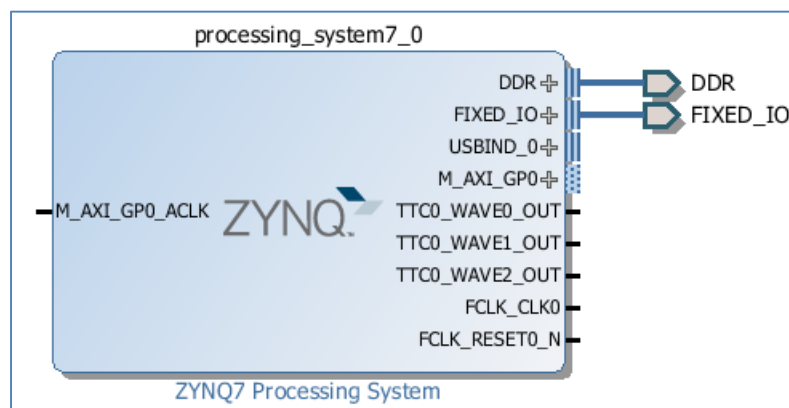 processing_system7_0
DDR
DDR
FIXED_IO
FIXED_IO
USBIND_0
M_AXI_GP0
M_AXI_GP0_ACLK
ZYNQ
TTC0_WAVE0_OUT
TTC0_WAVE1_OUT
TTC0_WAVE2_OUT
FCLK_CLK0
FCLK_RESET0_N
ZYNQ7 Processing System